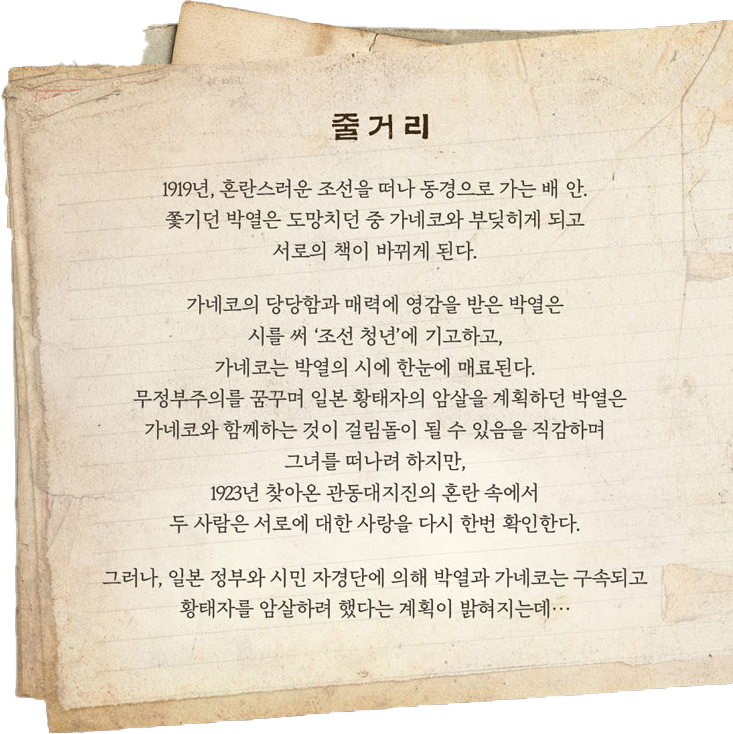 줄거리
1919년, 혼란스러운 조선을 떠나 동경으로 가는 배 안.
쫓기던 박열은 도망치던 중 가네코와 부딪히게 되고
서로의 책이 바뀌게 된다.
가네코의 당당함과 매력에 영감을 받은 박열은
시를 써 ‘조선 청년’에 기고하고,
가네코는 박열의 시에 한눈에 매료된다.
무정부주의를 꿈꾸며 일본 황태자의 암살을 계획하던 박열은
가네코와 함께하는 것이 걸림돌이 될 수 있음을 직감하며
그녀를 떠나려 하지만,
1923년 찾아온 관동대지진의 혼란 속에서
두 사람은 서로에 대한 사랑을 다시 한번 확인한다.
그러나, 일본 정부와 시민 자경단에 의해 박열과 가네코는 구속되고
황태자를 암살하려 했다는 계획이 밝혀지는데…